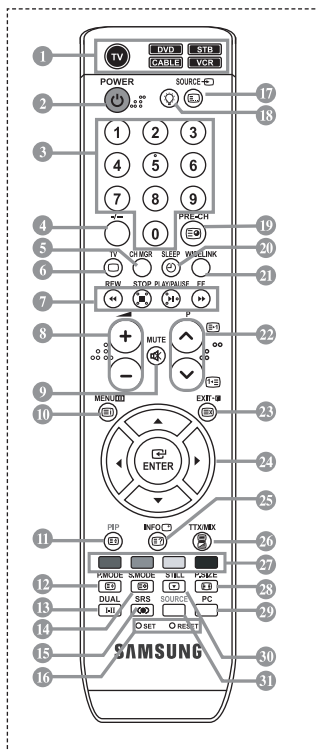 1 TV DVD STB
CABLE VCR
POWER SOURCE 17
2 18
1 2 3
3 4 5 6
7 8 9
4 -/-- 0 PRE-CH 19
5 TV CH MGR SLEEP WISELINK 20
6 21
REW STOP PLAY/PAUSE FF
7
8 + P 22
MUTE
9 −
10 MENU EXIT 23
ENTER 24
25
11 PIP INFO TTX/MIX 26
27
12 P.MODE S.MODE STILL P.SIZE 28
13 DUAL SRS SOURCE PC 29
I-II
14
15 30
16 SET RESET 31
SAMSUNG